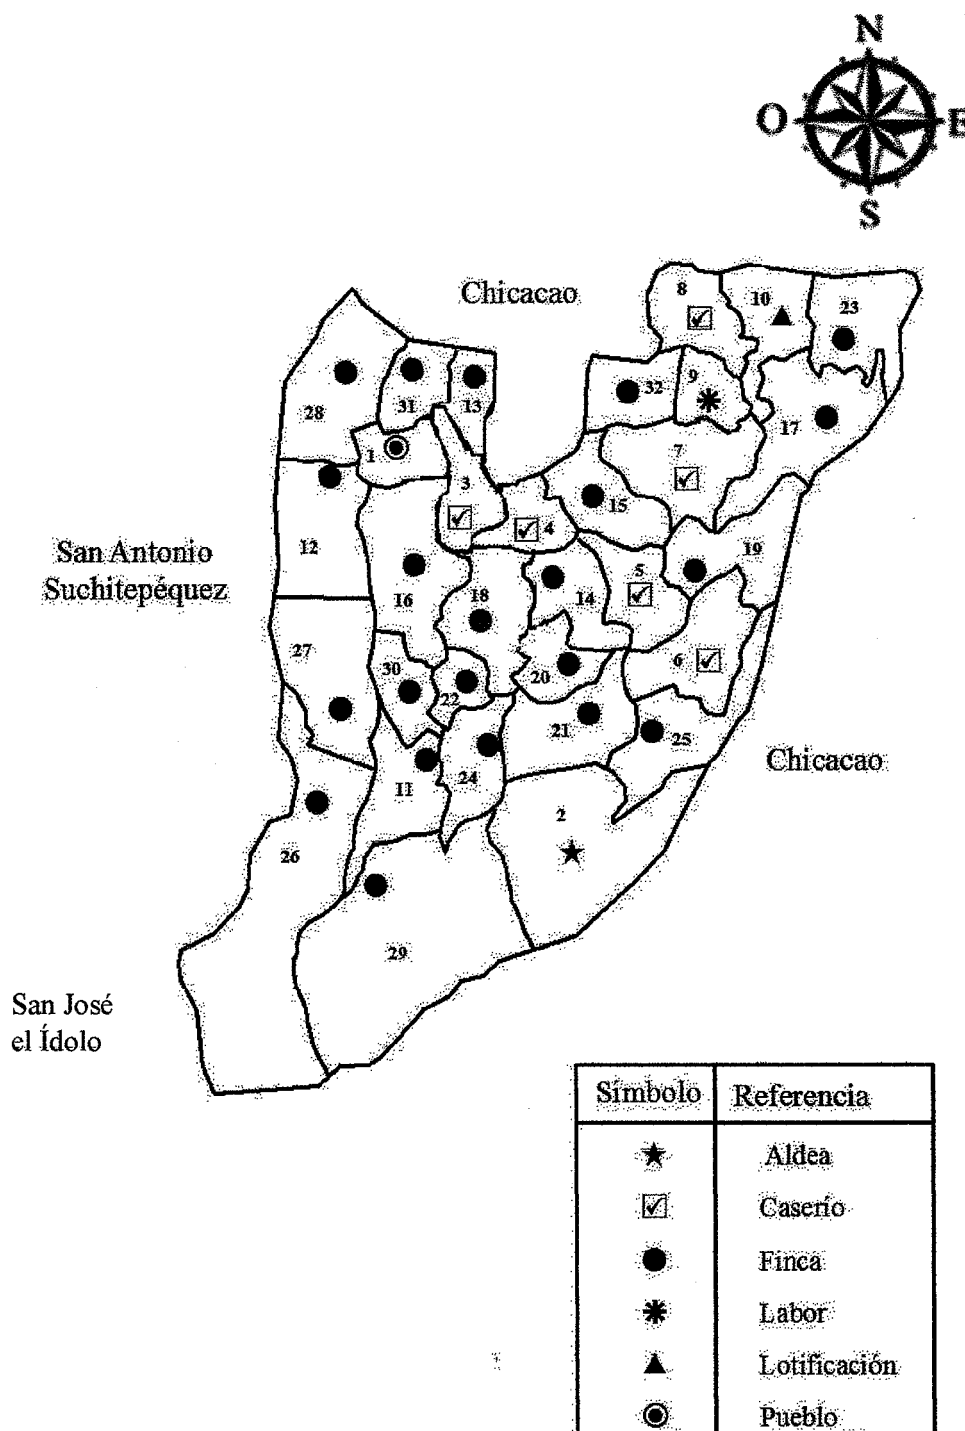 N
O E
S
Chicacao
8
10
23
28
31
13
32
9
17
1
7
3
15
4
12
19
San Antonio
Suchitepéquez
5
16
18
14
27
30
22
20
6
21
25
Chicacao
11
24
2
26
29
San José
el Ídolo
Símbolo Referencia
Aldea
Caserío
Finca
Labor
Lotificación
Pueblo